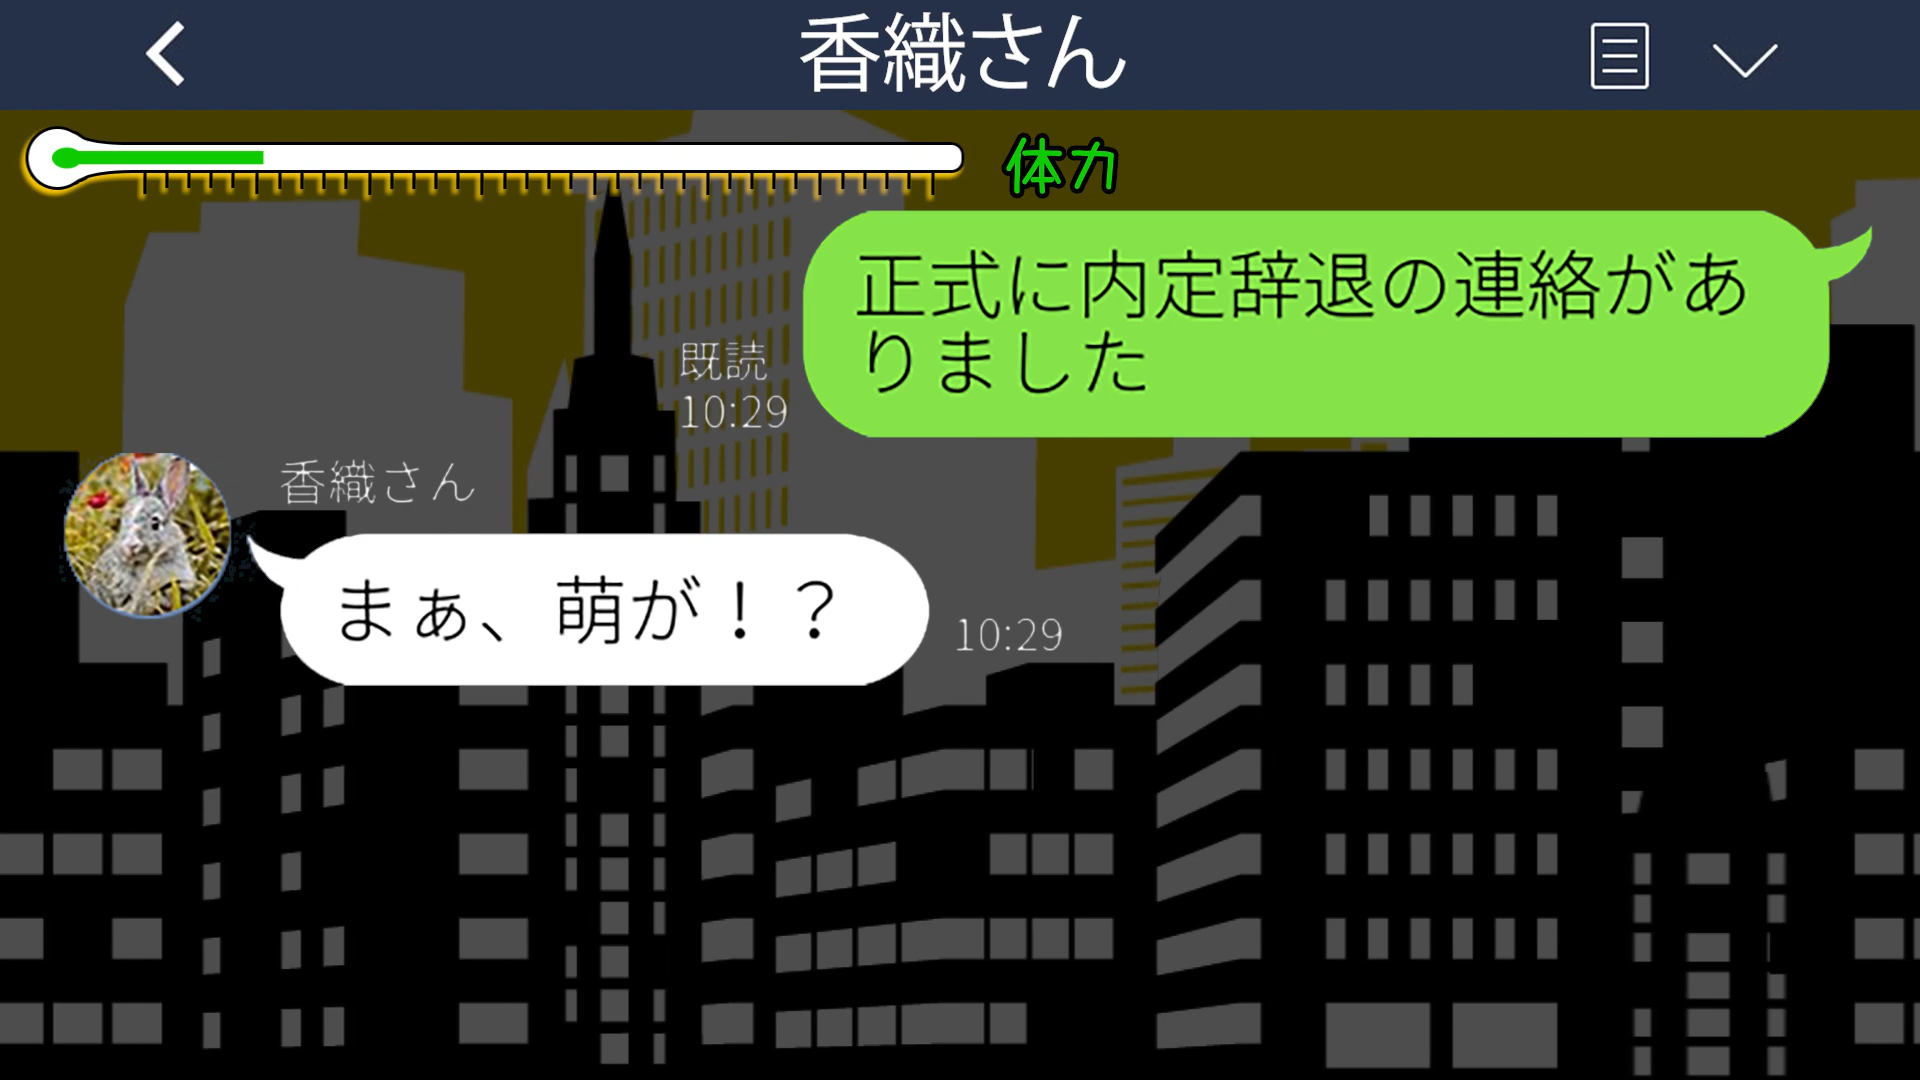 香織さん
体力
正式に内定辞退の連絡があ
りました
既読
10:29
香織さん
まぁ、萌が！？
10:29